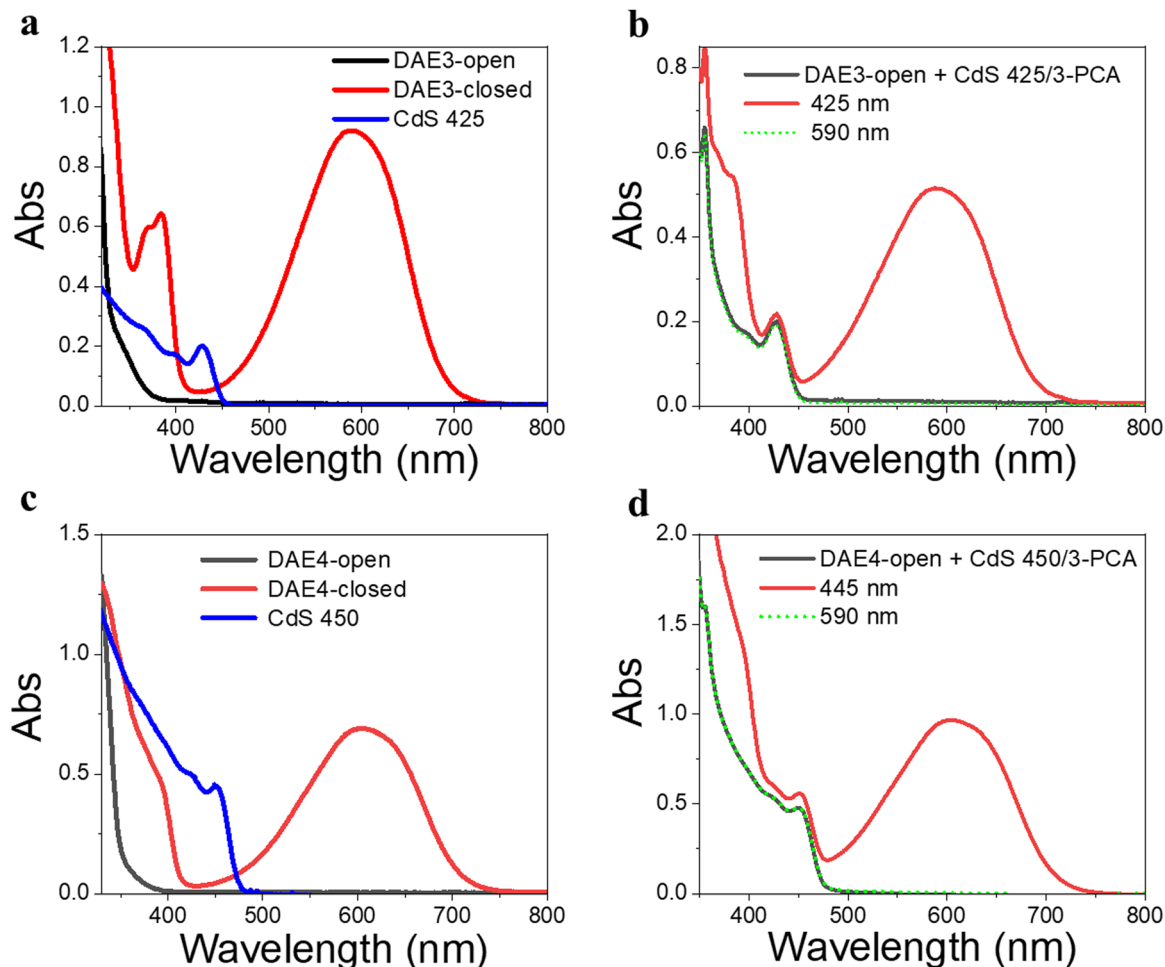 a
1.2
1.0
0.8
0.6
0.4
0.2
0.0
Abs
DAE3-open
DAE3-closed
CdS 425
400 500 600 700 800
Wavelength (nm)
b
0.8
0.6
0.4
0.2
0.0
Abs
DAE3-open + CdS 425/3-PCA
425 nm
590 nm
400 500 600 700 800
Wavelength (nm)
c
1.5
1.0
0.5
0.0
Abs
DAE4-open
DAE4-closed
CdS 450
400 500 600 700 800
Wavelength (nm)
d
2.0
1.5
1.0
0.5
0.0
Abs
DAE4-open + CdS 450/3-PCA
445 nm
590 nm
400 500 600 700 800
Wavelength (nm)